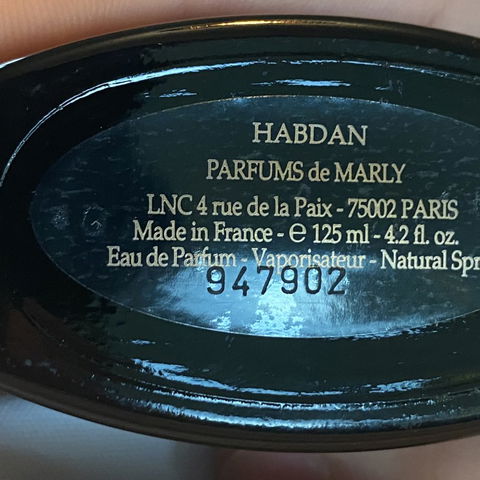 HABDAN
PARFUMS de MARLY
LNC 4 rue de la Paix - 75002 PARIS
Made in France - ℮ 125 ml - 4.2 fl. oz.
Eau de Parfum - Vaporisateur - Natural Spr
947902